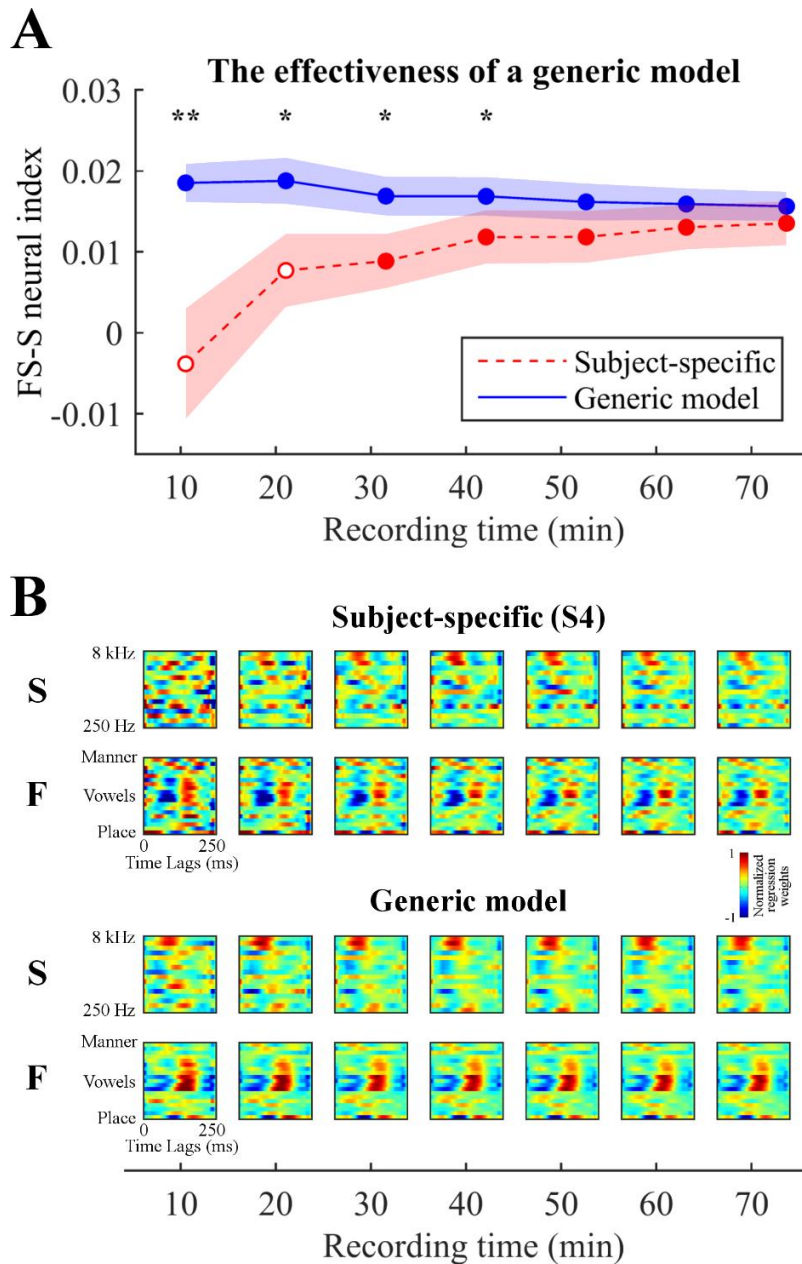 A
The effectiveness of a generic model
** * * *
FS-S neural index
0.03
0.02
0.01
0
-0.01
Subject-specific
Generic model
10 20 30 40 50 60 70
Recording time (min)
B
Subject-specific (S4)
S
8 kHz
250 Hz
F
Manner
Vowels
Place
0 250
Time Lags (ms)
1
-1
Normalized
regression
weights
Generic model
S
8 kHz
250 Hz
F
Manner
Vowels
Place
0 250
Time Lags (ms)
10 20 30 40 50 60 70
Recording time (min)